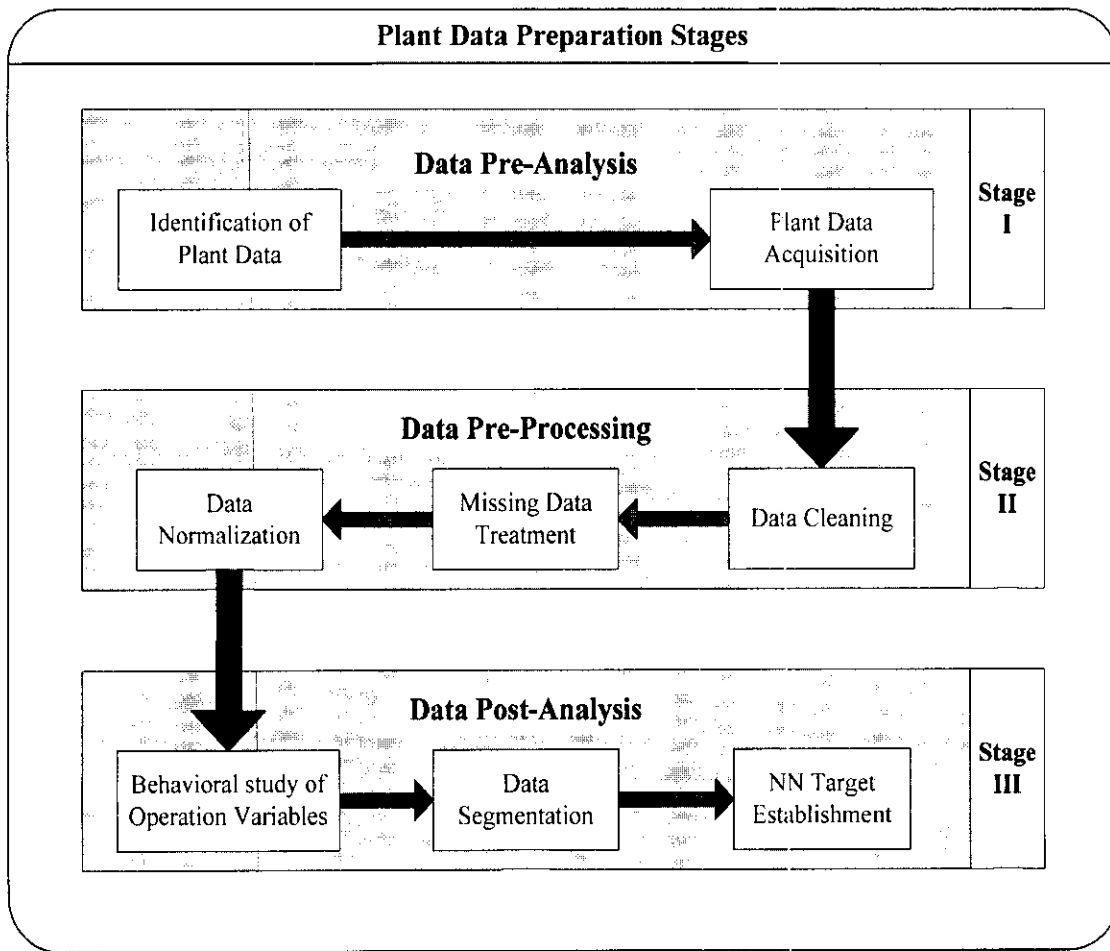 Plant Data Preparation Stages
Data Pre-Analysis
Identification of
Plant Data
Plant Data
Acquisition
Stage
I
Data Pre-Processing
Data
Normalization
Missing Data
Treatment
Data Cleaning
Stage
II
Data Post-Analysis
Behavioral study of
Operation Variables
Data
Segmentation
NN Target
Establishment
Stage
III